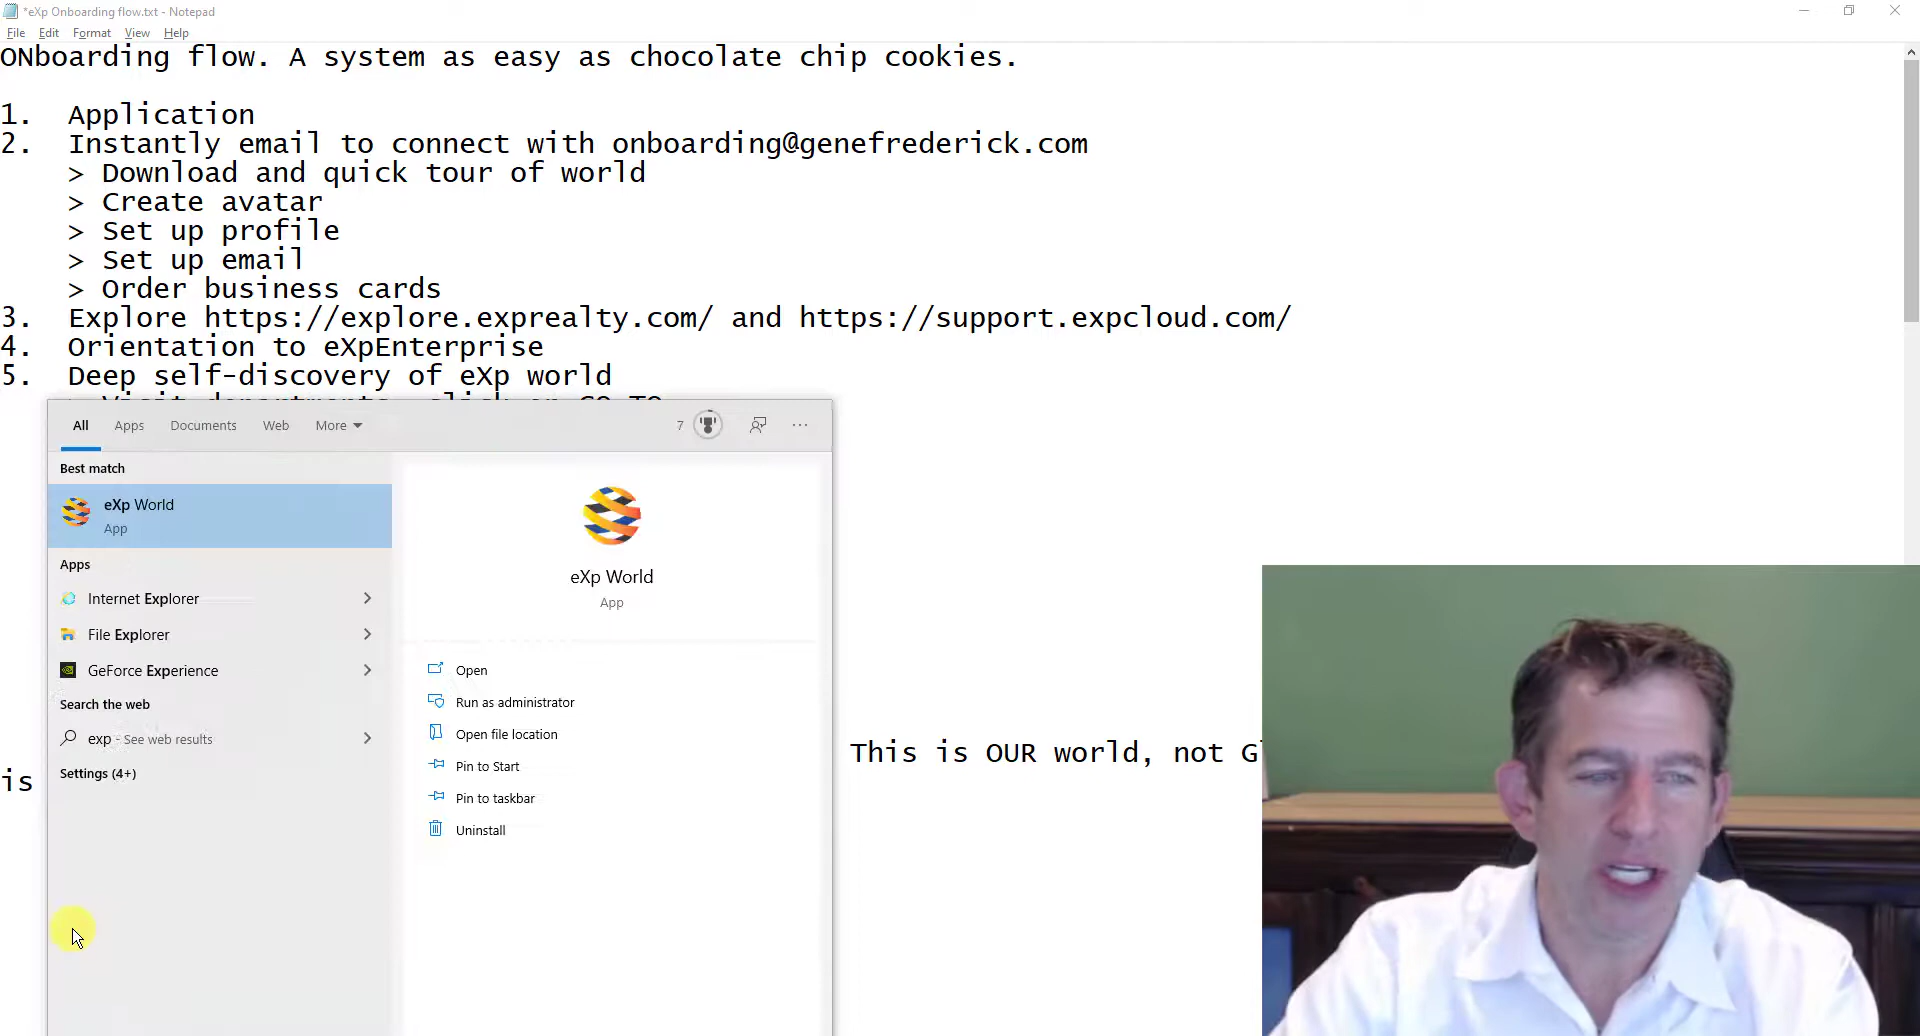 *eXp Onboarding flow.txt - Notepad
File Edit Format View Help
ONboarding flow. A system as easy as chocolate chip cookies.
1. Application
2. Instantly email to connect with onboarding@genefrederick.com
> Download and quick tour of world
> Create avatar
> Set up profile
> Set up email
> Order business cards
3. Explore https://explore.exprealty.com/ and https://support.expcloud.com/
4. Orientation to eXpEnterprise
5. Deep self-discovery of eXp world
All Apps Documents Web More 7
Best match
eXp World
App
Apps
Internet Explorer
File Explorer
GeForce Experience
Search the web
exp - See web results
Settings (4+)
eXp World
App
Open
Run as administrator
Open file location
Pin to Start
Pin to taskbar
Uninstall
This is OUR world, not G
is